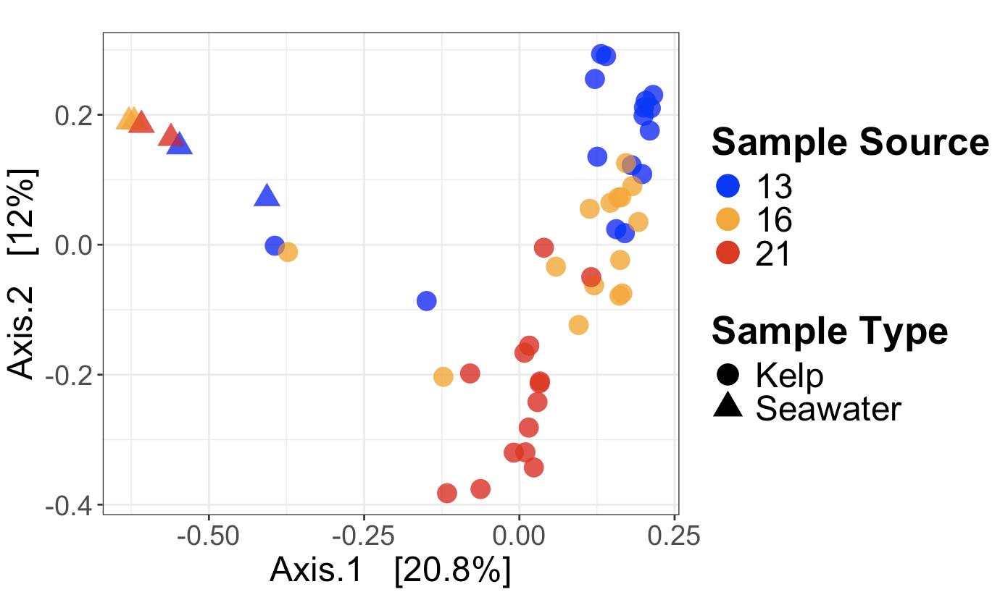 0.2
0.0
-0.2
-0.4
Axis.2 [12%]
-0.50
-0.25
0.00
0.25
Axis.1 [20.8%]
Sample Source
13
16
21
Sample Type
Kelp
Seawater